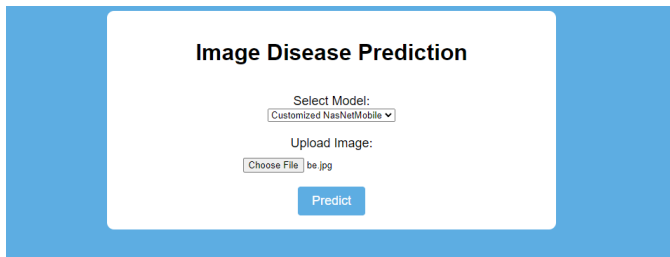 Image Disease Prediction
Select Model:
Customized NasNetMobile
Upload Image:
Choose File be.jpg
Predict